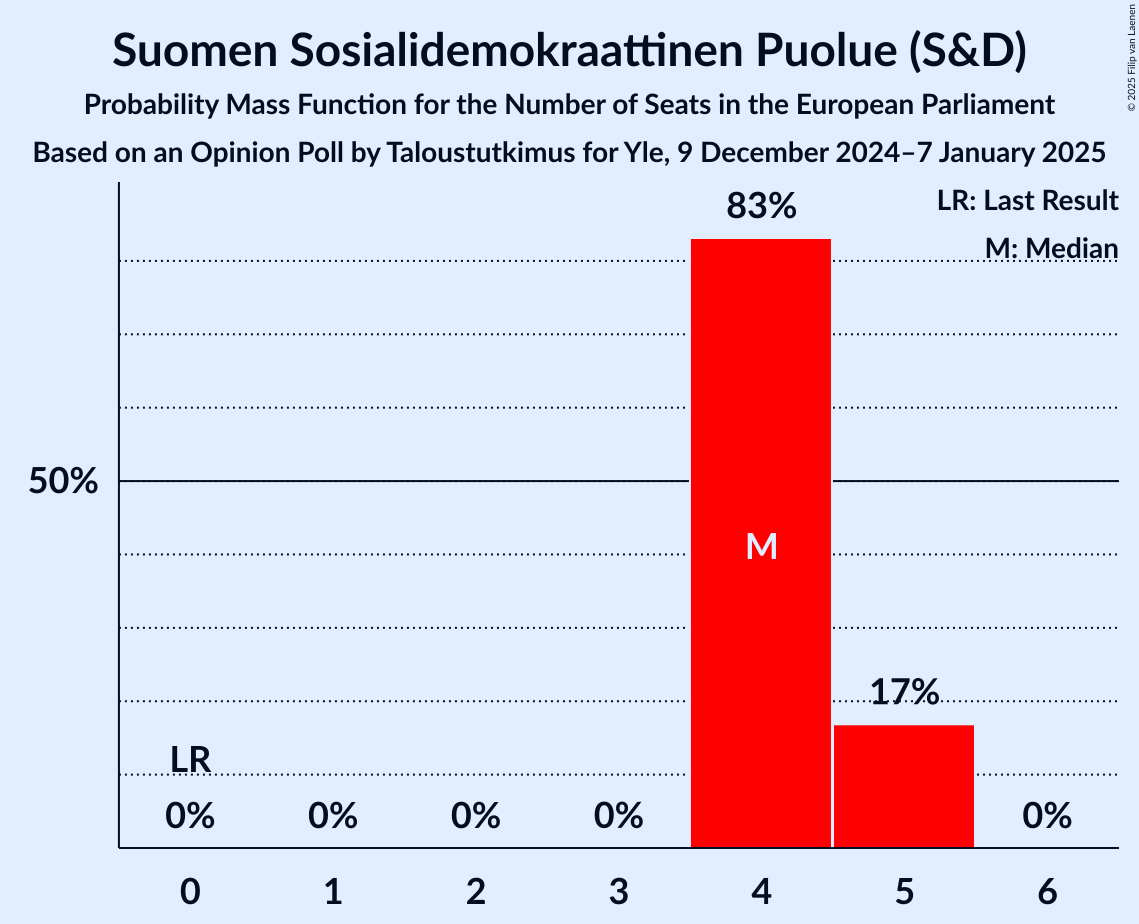 Suomen Sosialidemokraattinen Puolue (S&D)
Probability Mass Function for the Number of Seats in the European Parliament
Based on an Opinion Poll by Taloustutkimus for Yle, 9 December 2024–7 January 2025
© 2025 Filip van Laenen
LR: Last Result
M: Median
83%
50%
M
17%
LR
0% 0% 0% 0% 0%
0 1 2 3 4 5 6